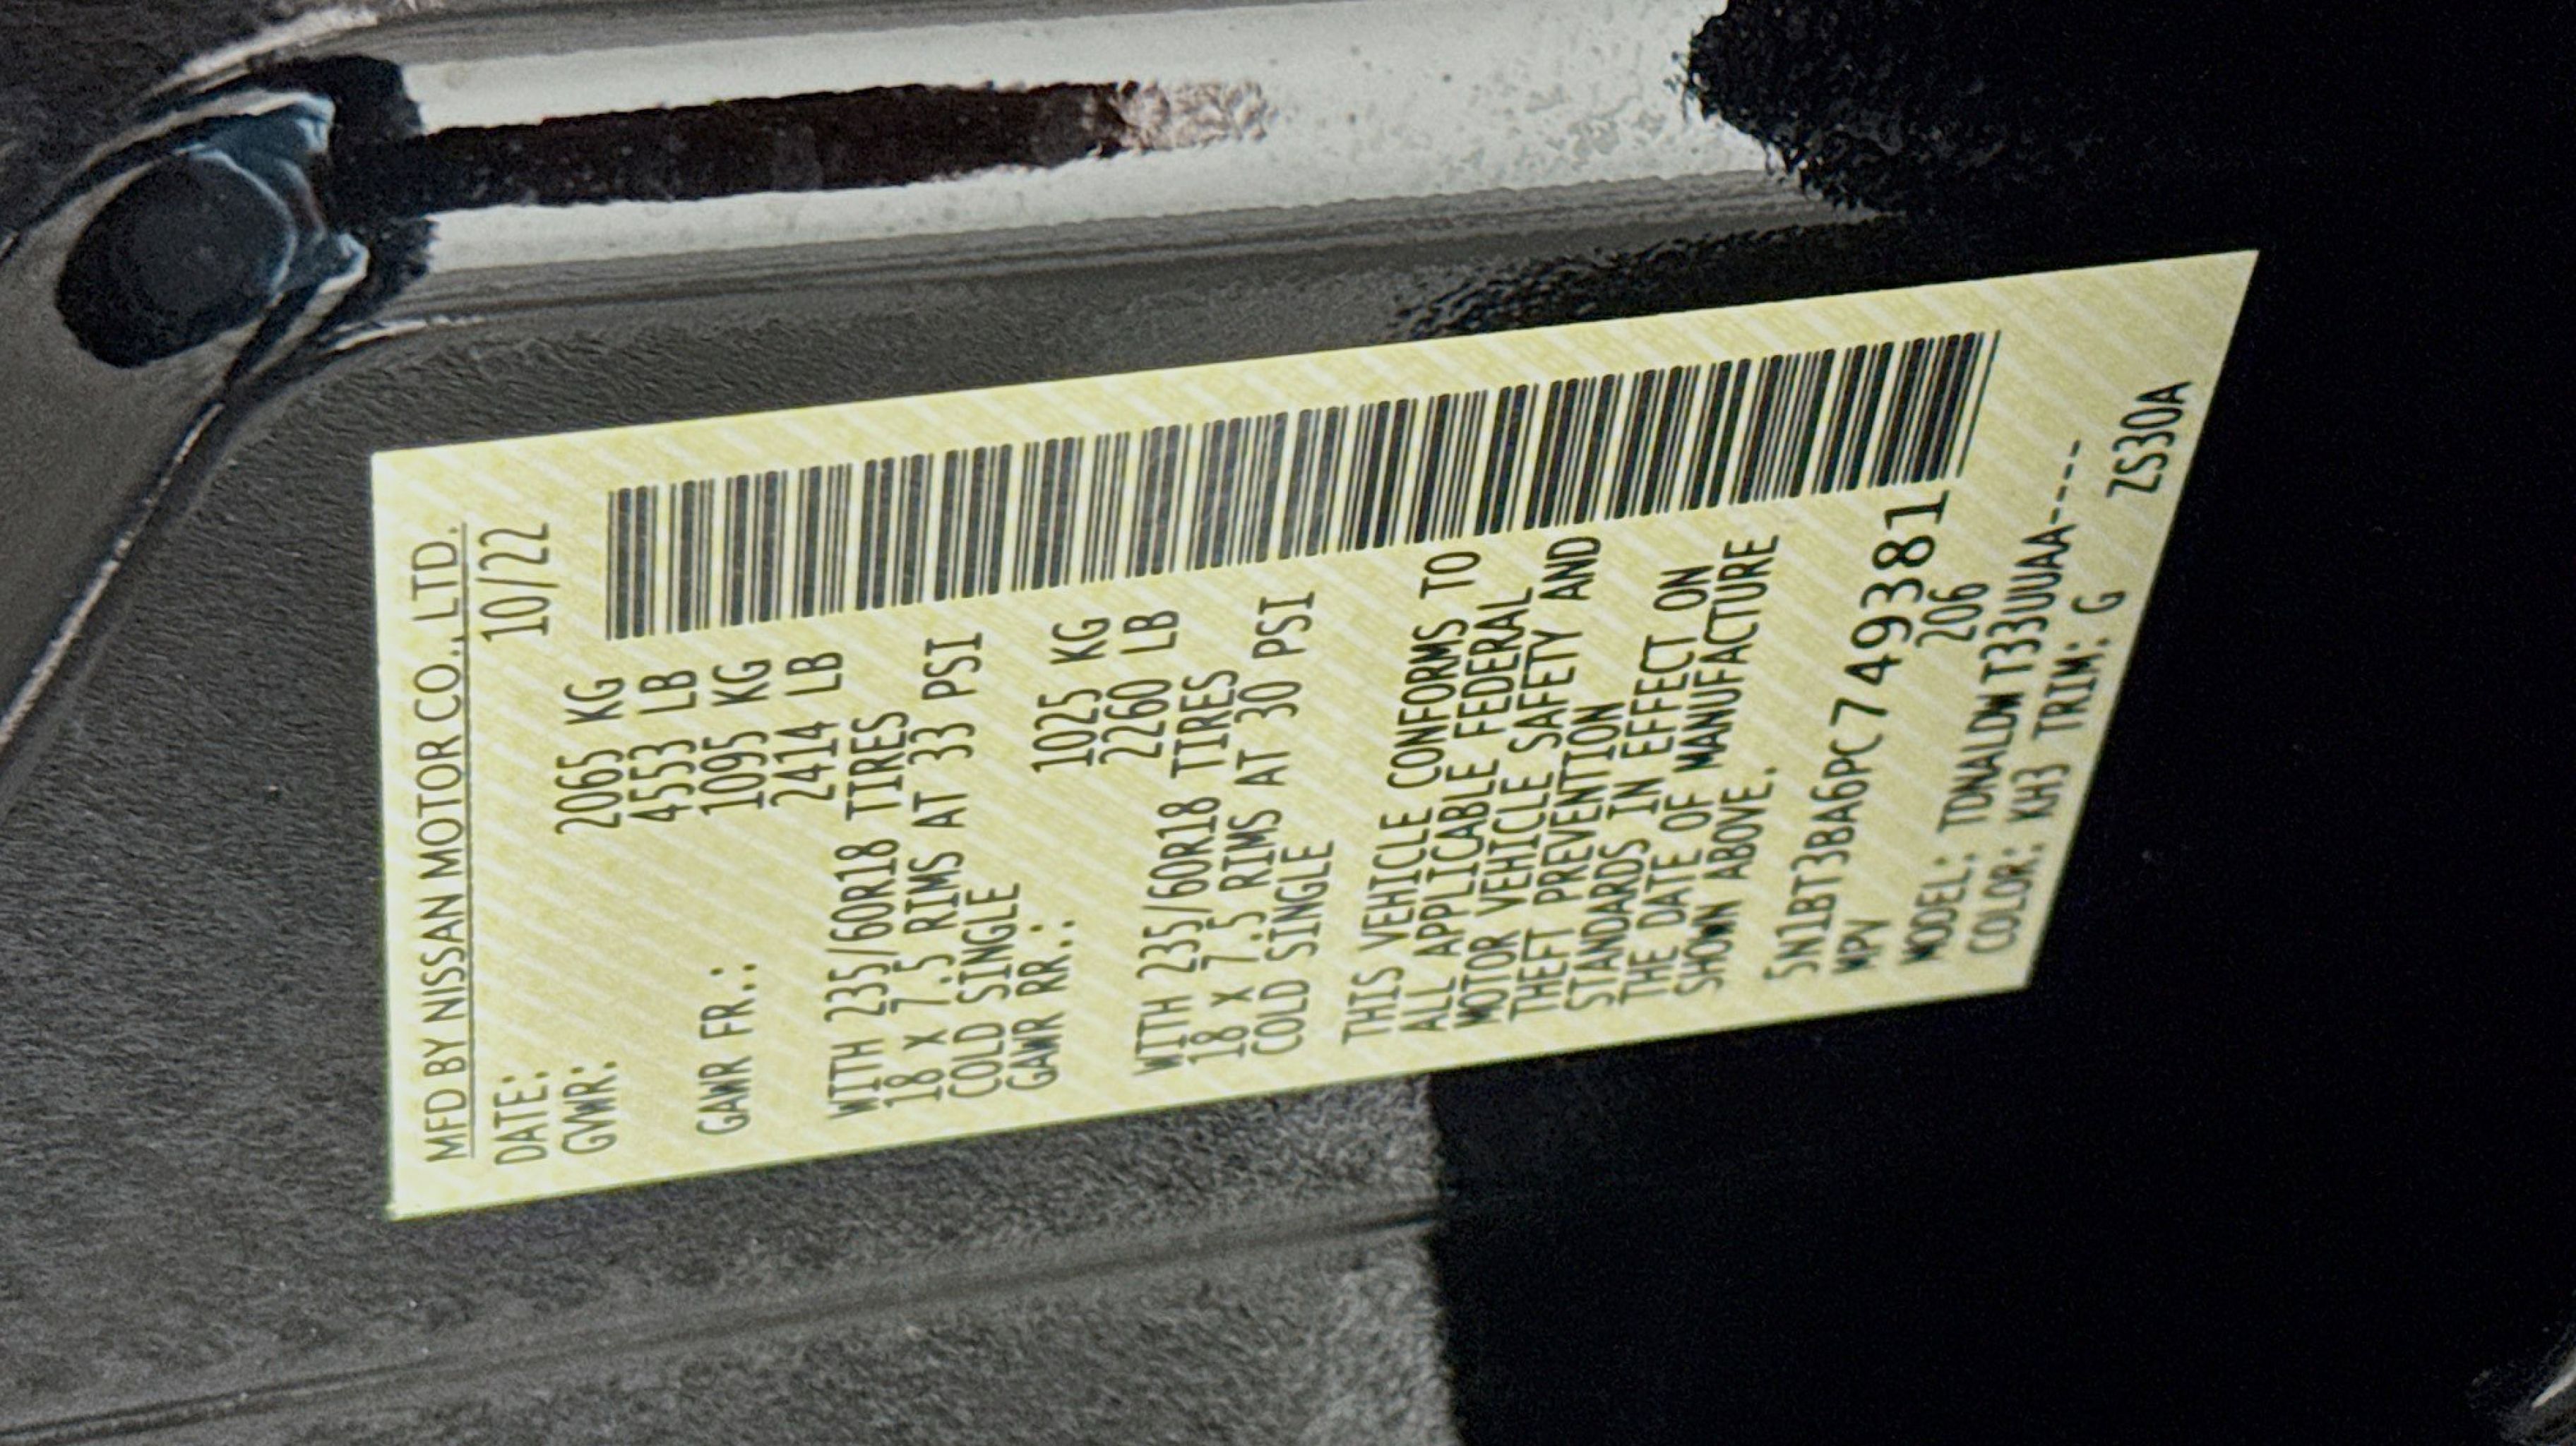 MFD BY NISSAN MOTOR CO., LTD.
DATE: 10/22
GVWR: 2065 KG
4553 LB
GAWR FR.: 1095 KG
2414 LB
WITH 235/60R18 TIRES
18 X 7.5 RIMS AT 33 PSI
COLD SINGLE
GAWR RR.: 1025 KG
2260 LB
WITH 235/60R18 TIRES
18 X 7.5 RIMS AT 30 PSI
COLD SINGLE
THIS VEHICLE CONFORMS TO
ALL APPLICABLE FEDERAL
MOTOR VEHICLE SAFETY AND
THEFT PREVENTION
STANDARDS IN EFFECT ON
THE DATE OF MANUFACTURE
SHOWN ABOVE.
5N1BT3BA6PC749381
MPV 206
MODEL: TDNALDW T33UUAA----
COLOR: KH3 TRIM: G
ZS30A